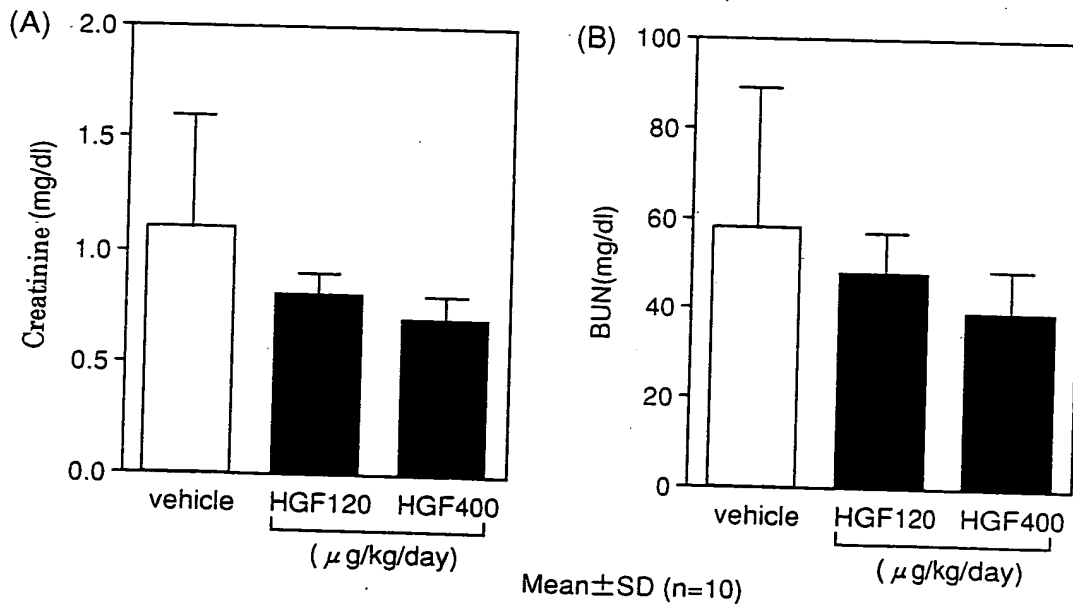 (A)
2.0
1.5
1.0
0.5
0.0
Creatinine (mg/dl)
vehicle HGF120 HGF400
(μg/kg/day)
(B)
100
80
60
40
20
0
BUN(mg/dl)
vehicle HGF120 HGF400
(μg/kg/day)
Mean±SD (n=10)